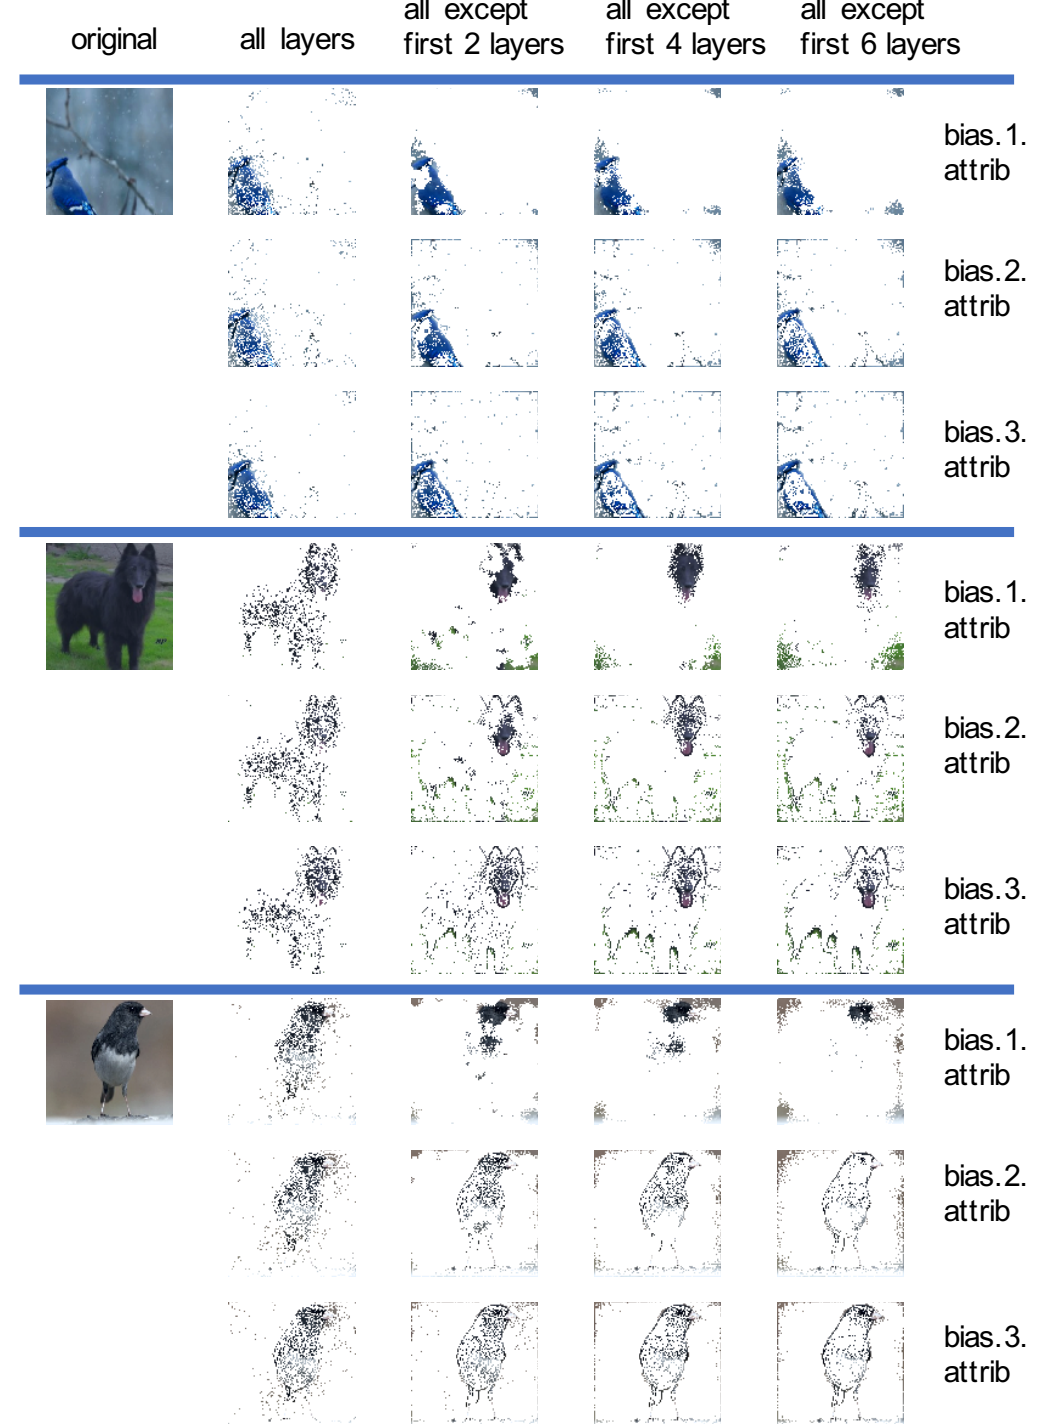 original
all layers
all except
first 2 layers
all except
first 4 layers
all except
first 6 layers
bias.1.
attrib
bias.2.
attrib
bias.3.
attrib
bias.1.
attrib
bias.2.
attrib
bias.3.
attrib
bias.1.
attrib
bias.2.
attrib
bias.3.
attrib